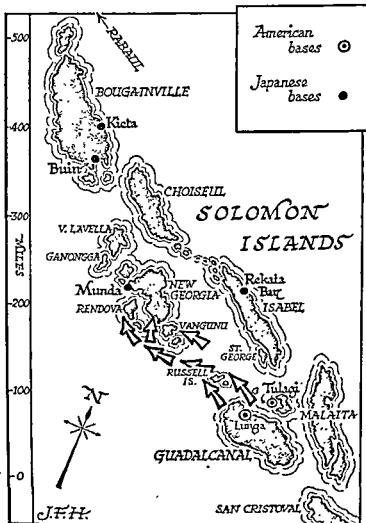 500
RABAUL
American
bases
Japanese
bases
BOUGAINVILLE
Kieta
400
Buin
CHOISEUL
SOLOMON
ISLANDS
300
V. LAVELLA
GANONGGA
MILES
Munda
NEW
GEORGIA
Rekata
Bay
ISABEL
200
RENDOVA
VANGUNU
ST.
GEORGE
RUSSELL
IS.
Tulagi
100
Lunga
MALAITA
GUADALCANAL
N
0
J.F.H.
SAN CRISTOVAL